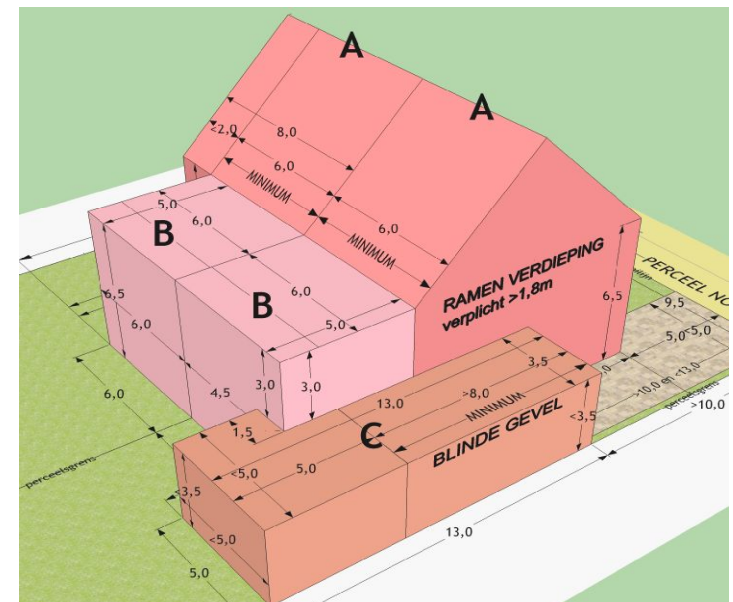 A
A
<2,0
8,0
6,0
MINIMUM
6,0
MINIMUM
5,0
6,0
B
6,0
B
5,0
6,5
6,0
4,5
3,0
3,0
RAMEN VERDIEPING
verplicht >1,8m
6,5
PERCEEL NO
9,5
<5,0
5,0
>10,0 en <13,0
perceelsgrens
>10,0
6,0
perceelsgrens
3,5
>8,0
13,0
MINIMUM
<3,5
C
BLINDE GEVEL
1,5
<5,0
5,0
<3,5
<5,0
5,0
13,0